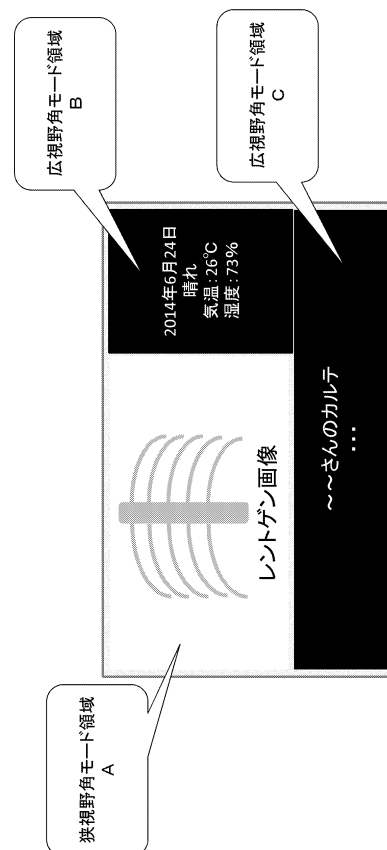 狭視野角モード領域
A
広視野角モード領域
B
広視野角モード領域
C
2014年6月24日
晴れ
気温:26℃
湿度:73%
レントゲン画像
~~さんのカルテ
・・・